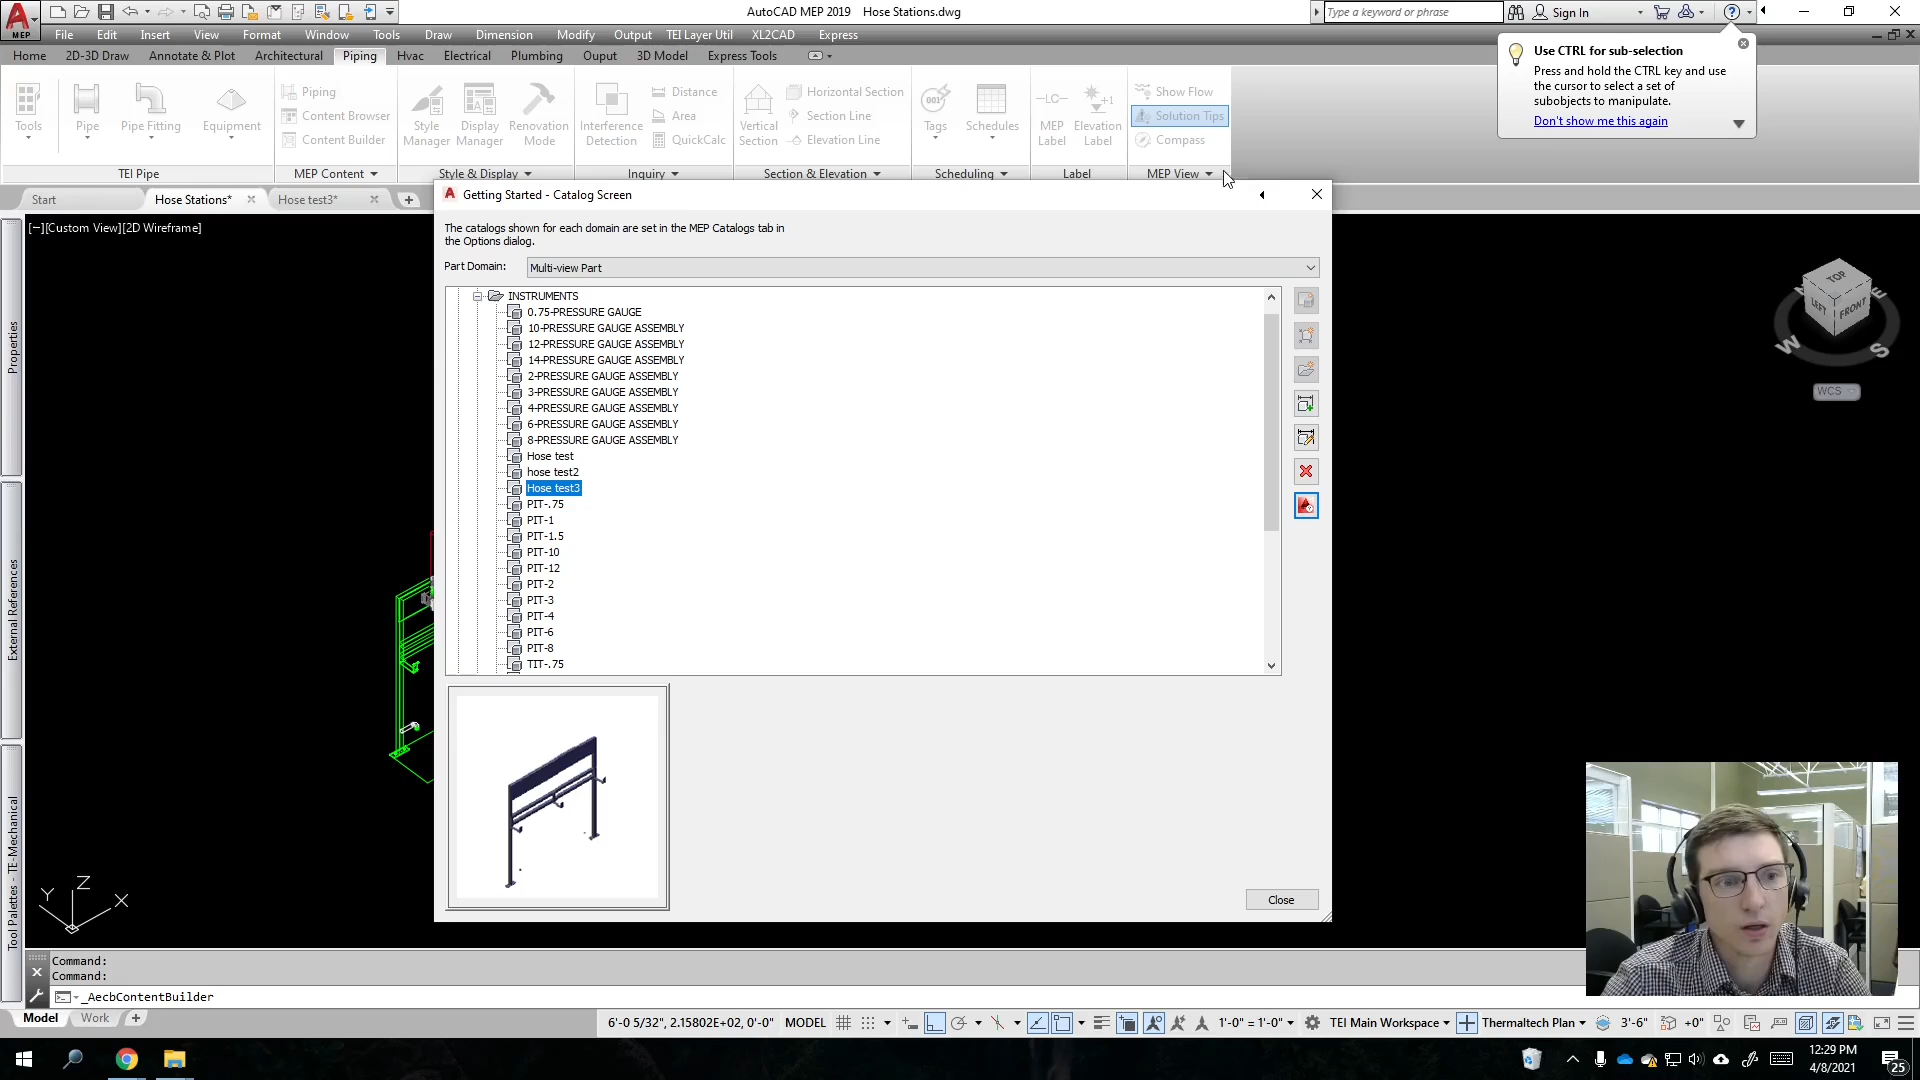 AutoCAD MEP 2019 Hose Stations.dwg
Type a keyword or phrase
Sign In
MEP
File Edit Insert View Format Window Tools Draw Dimension Modify Output TEI Layer Util XL2CAD Express
Home 2D-3D Draw Annotate & Plot Architectural Piping Hvac Electrical Plumbing Ouput 3D Model Express Tools
Tools
Pipe
Pipe Fitting
Equipment
TEI Pipe
Piping
Content Browser
Content Builder
MEP Content
Style
Manager
Display
Manager
Renovation
Mode
Style & Display
Interference
Detection
Distance
Area
QuickCalc
Inquiry
Vertical
Section
Horizontal Section
Section Line
Elevation Line
Section & Elevation
001
Tags
Schedules
Scheduling
LC
MEP
Label
+1
Elevation
Label
Label
Show Flow
Solution Tips
Compass
MEP View
Use CTRL for sub-selection
Press and hold the CTRL key and use
the cursor to select a set of
subobjects to manipulate.
Don't show me this again
Start
Hose Stations*
Hose test3*
[−][Custom View][2D Wireframe]
Properties
External References
Tool Palettes - TE-Mechanical
Getting Started - Catalog Screen
The catalogs shown for each domain are set in the MEP Catalogs tab in
the Options dialog.
Part Domain: Multi-view Part
INSTRUMENTS
0.75-PRESSURE GAUGE
10-PRESSURE GAUGE ASSEMBLY
12-PRESSURE GAUGE ASSEMBLY
14-PRESSURE GAUGE ASSEMBLY
2-PRESSURE GAUGE ASSEMBLY
3-PRESSURE GAUGE ASSEMBLY
4-PRESSURE GAUGE ASSEMBLY
6-PRESSURE GAUGE ASSEMBLY
8-PRESSURE GAUGE ASSEMBLY
Hose test
hose test2
Hose test3
PIT-.75
PIT-1
PIT-1.5
PIT-10
PIT-12
PIT-2
PIT-3
PIT-4
PIT-6
PIT-8
TIT-.75
Close
TOP
LEFT
FRONT
E
W
S
WCS
Z
Y
X
Command:
Command:
_AecbContentBuilder
Model
Work
6'-0 5/32", 2.15802E+02, 0'-0" MODEL 1'-0" = 1'-0" TEI Main Workspace Thermaltech Plan 3'-6" +0"
12:29 PM
4/8/2021
25